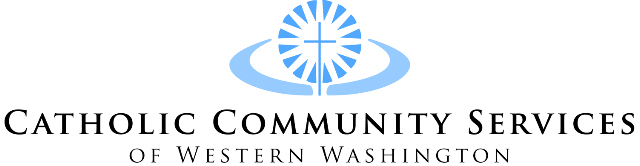 Catholic Community Services
of Western Washington